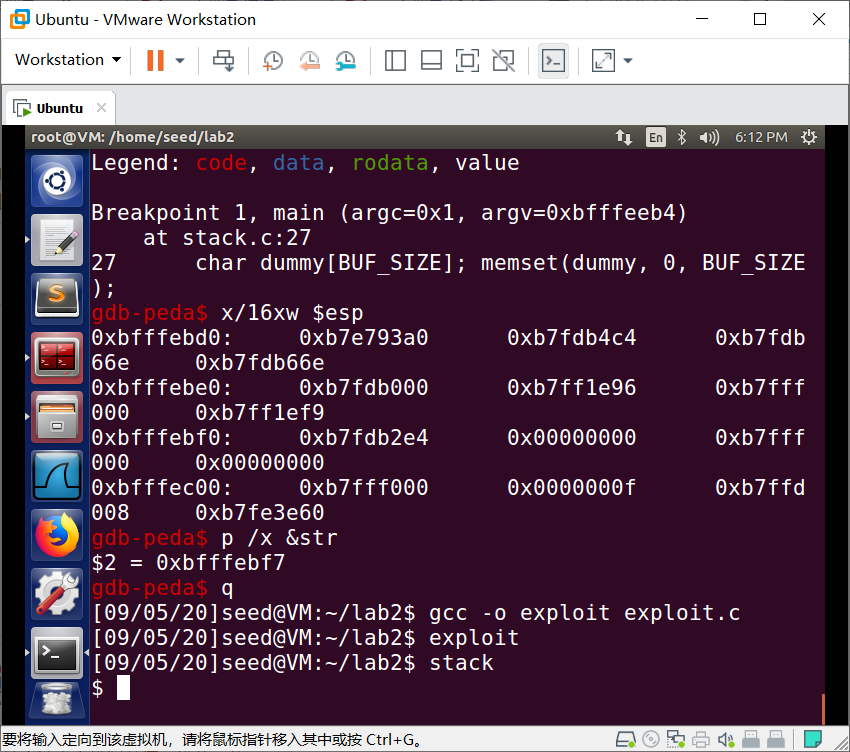 Ubuntu - VMware Workstation
Workstation
Ubuntu
root@VM: /home/seed/lab2
En
6:12 PM
Legend: code, data, rodata, value
Breakpoint 1, main (argc=0x1, argv=0xbfffeeb4)
at stack.c:27
27      char dummy[BUF_SIZE]; memset(dummy, 0, BUF_SIZE
);
gdb-peda$ x/16xw $esp
0xbfffebd0:     0xb7e793a0      0xb7fdb4c4      0xb7fdb
66e     0xb7fdb66e
0xbfffebe0:     0xb7fdb000      0xb7ff1e96      0xb7fff
000     0xb7ff1ef9
0xbfffebf0:     0xb7fdb2e4      0x00000000      0xb7fff
000     0x00000000
0xbfffec00:     0xb7fff000      0x0000000f      0xb7ffd
008     0xb7fe3e60
gdb-peda$ p /x &str
$2 = 0xbfffebf7
gdb-peda$ q
[09/05/20]seed@VM:~/lab2$ gcc -o exploit exploit.c
[09/05/20]seed@VM:~/lab2$ exploit
[09/05/20]seed@VM:~/lab2$ stack
$
要将输入定向到该虚拟机，请将鼠标指针移入其中或按 Ctrl+G。